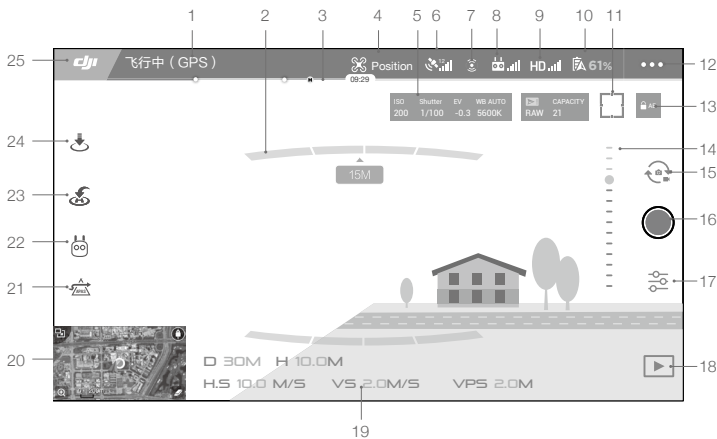 1 2 3 4 5 6 7 8 9 10 11
25 dji 飞行中（GPS） Position HD 61% 12
H
09:29
ISO Shutter EV WB AUTO CAPACITY
200 1/100 -0.3 5600K RAW 21
AE 13
24
14
15
15M
23
16
22
21
17
20
D 30M H 10.0M
18
H.S 10.0 M/S VS 2.0M/S VPS 2.0M
19